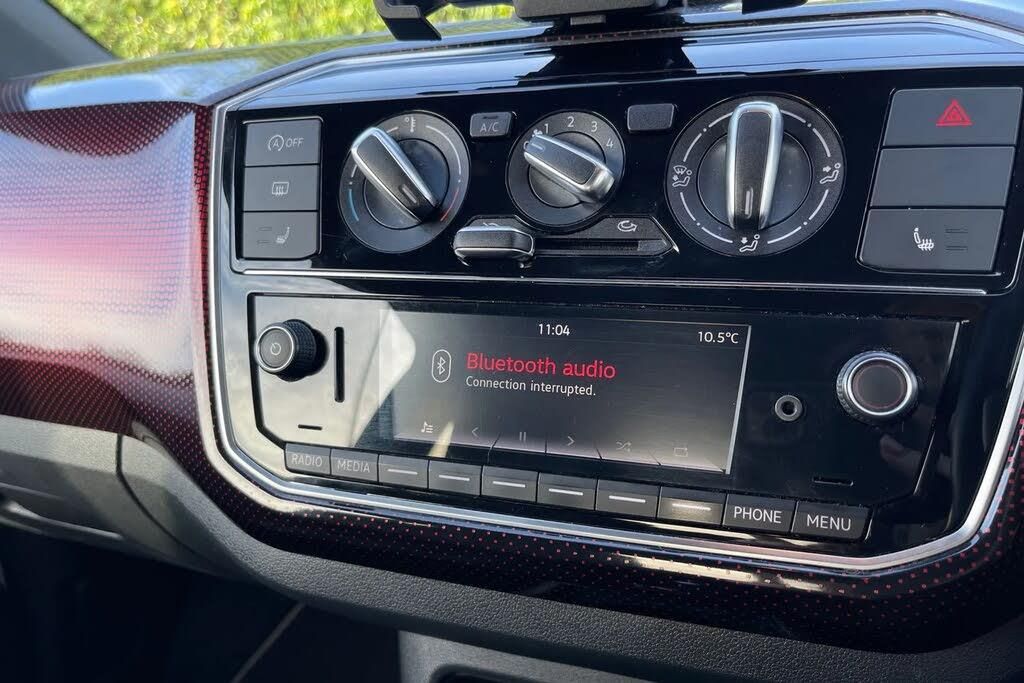 OFF
A/C
1 2 3 4
11:04
10.5°C
Bluetooth audio
Connection interrupted.
RADIO
MEDIA
PHONE
MENU